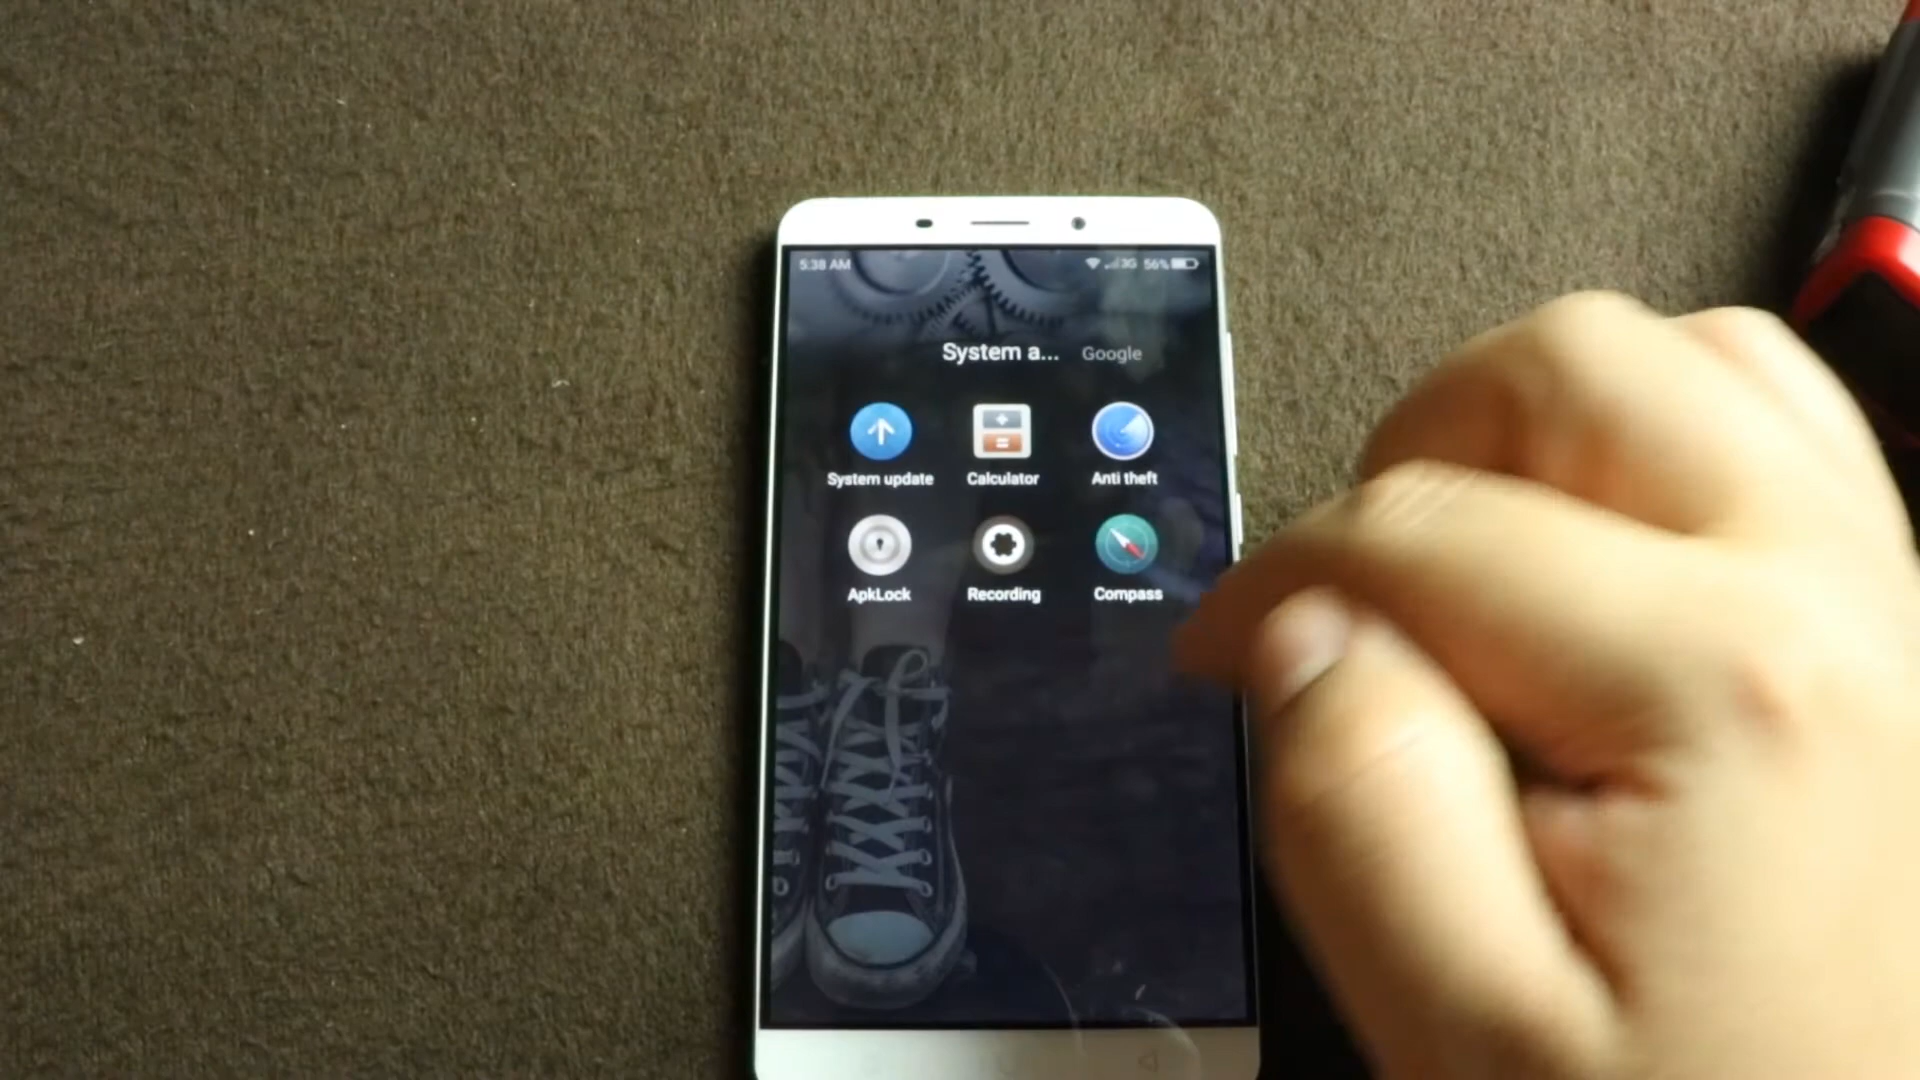 5:38 AM 3G 56%
System a... Google
System update Calculator Anti theft
ApkLock Recording Compass